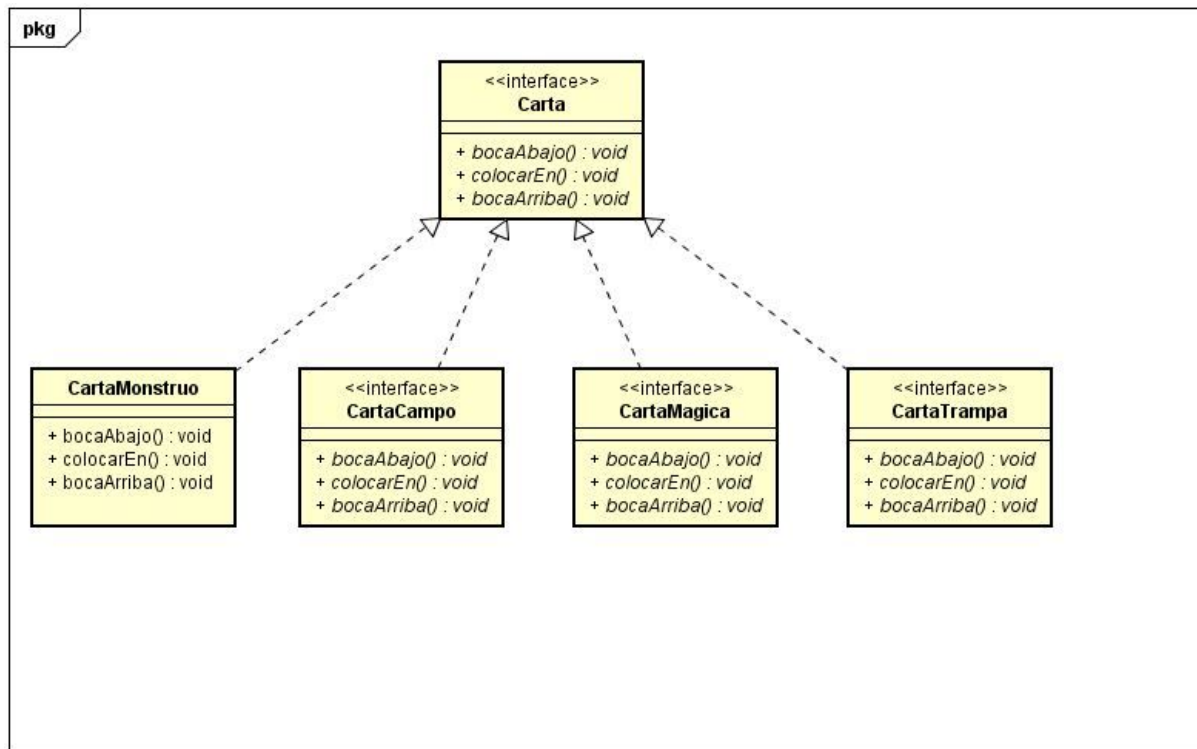 pkg
<<interface>>
Carta
+ bocaAbajo() : void
+ colocarEn() : void
+ bocaArriba() : void
CartaMonstruo
+ bocaAbajo() : void
+ colocarEn() : void
+ bocaArriba() : void
<<interface>>
CartaCampo
+ bocaAbajo() : void
+ colocarEn() : void
+ bocaArriba() : void
<<interface>>
CartaMagica
+ bocaAbajo() : void
+ colocarEn() : void
+ bocaArriba() : void
<<interface>>
CartaTrampa
+ bocaAbajo() : void
+ colocarEn() : void
+ bocaArriba() : void